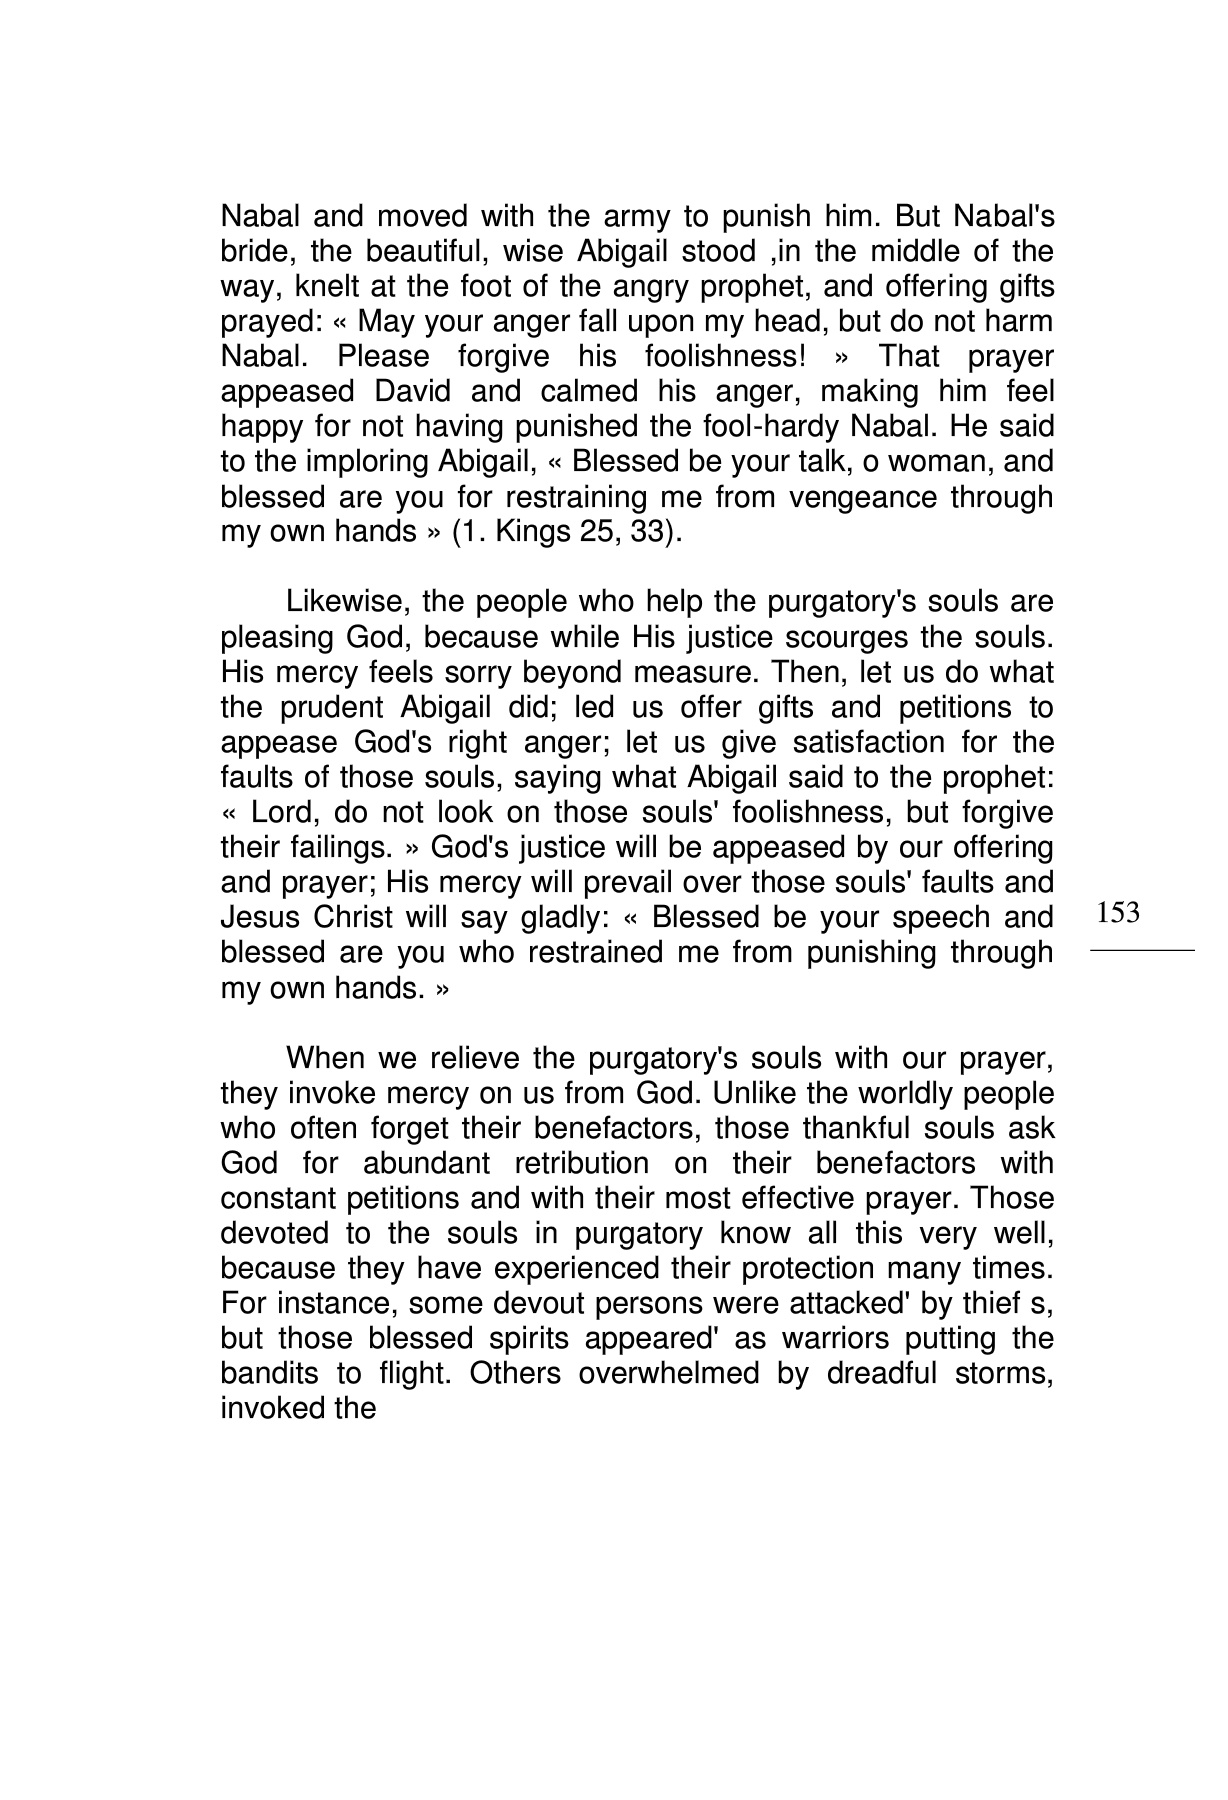 Nabal and moved with the army to punish him. But Nabal's
bride, the beautiful, wise Abigail stood ,in the middle of the
way, knelt at the foot of the angry prophet, and offering gifts
prayed: « May your anger fall upon my head, but do not harm
Nabal. Please forgive his foolishness! » That prayer
appeased David and calmed his anger, making him feel
happy for not having punished the fool-hardy Nabal. He said
to the imploring Abigail, « Blessed be your talk, o woman, and
blessed are you for restraining me from vengeance through
my own hands » (1. Kings 25, 33).
Likewise, the people who help the purgatory's souls are
pleasing God, because while His justice scourges the souls.
His mercy feels sorry beyond measure. Then, let us do what
the prudent Abigail did; led us offer gifts and petitions to
appease God's right anger; let us give satisfaction for the
faults of those souls, saying what Abigail said to the prophet:
« Lord, do not look on those souls' foolishness, but forgive
their failings. » God's justice will be appeased by our offering
and prayer; His mercy will prevail over those souls' faults and
Jesus Christ will say gladly: « Blessed be your speech and
blessed are you who restrained me from punishing through
my own hands. »
153
When we relieve the purgatory's souls with our prayer,
they invoke mercy on us from God. Unlike the worldly people
who often forget their benefactors, those thankful souls ask
God for abundant retribution on their benefactors with
constant petitions and with their most effective prayer. Those
devoted to the souls in purgatory know all this very well,
because they have experienced their protection many times.
For instance, some devout persons were attacked' by thief s,
but those blessed spirits appeared' as warriors putting the
bandits to flight. Others overwhelmed by dreadful storms,
invoked the